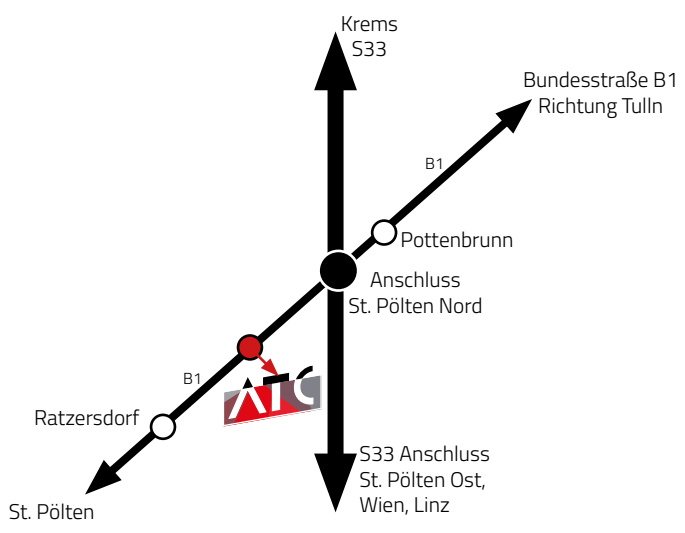 Krems
S33
Bundesstraße B1
Richtung Tulln
B1
Pottenbrunn
Anschluss
St. Pölten Nord
B1
ATC
Ratzersdorf
S33 Anschluss
St. Pölten Ost,
Wien, Linz
St. Pölten